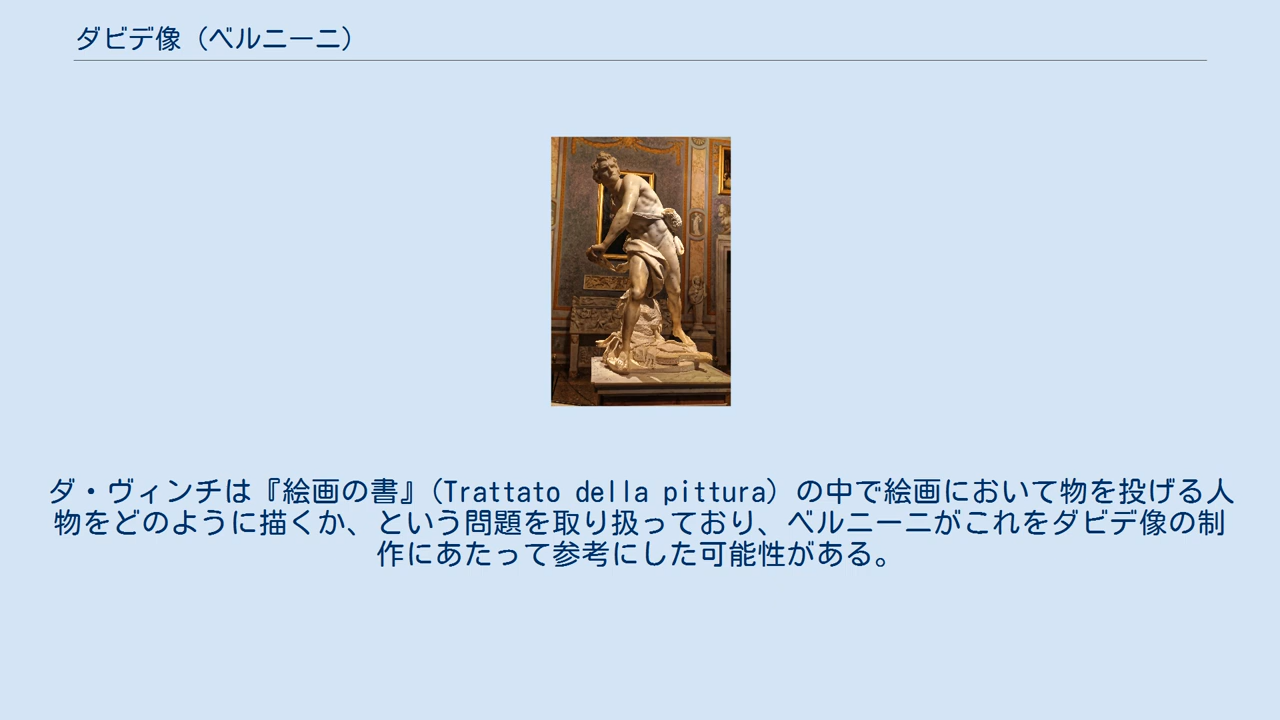 ダビデ像（ベルニーニ）
ダ・ヴィンチは『絵画の書』（Trattato della pittura）の中で絵画において物を投げる人
物をどのように描くか、という問題を取り扱っており、ベルニーニがこれをダビデ像の制
作にあたって参考にした可能性がある。